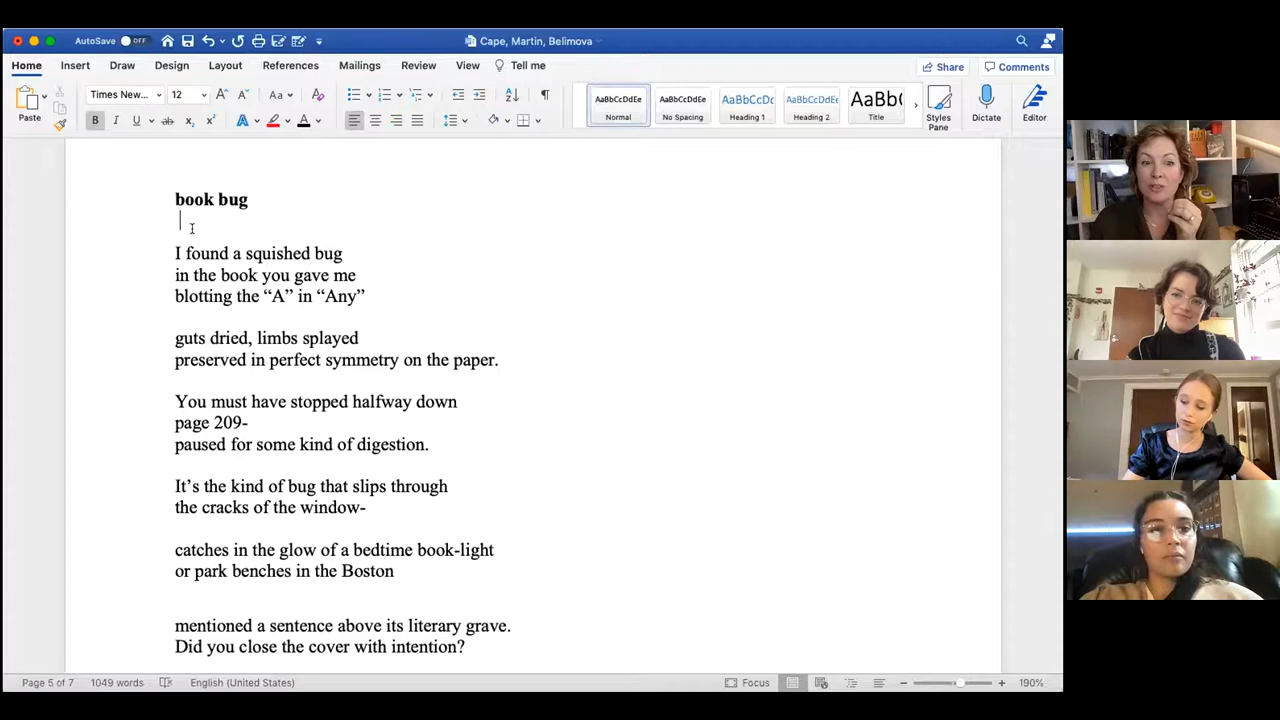 AutoSave OFF
Cape, Martin, Belimova
Home Insert Draw Design Layout References Mailings Review View Tell me
Share Comments
Paste
Times New... 12
AaBbCcDdEe AaBbCcDdEe AaBbCcDc AaBbCcDdEe AaBb(
Normal No Spacing Heading 1 Heading 2 Title
Styles Pane
Dictate
Editor
book bug
I found a squished bug
in the book you gave me
blotting the “A” in “Any”
guts dried, limbs splayed
preserved in perfect symmetry on the paper.
You must have stopped halfway down
page 209-
paused for some kind of digestion.
It’s the kind of bug that slips through
the cracks of the window-
catches in the glow of a bedtime book-light
or park benches in the Boston
mentioned a sentence above its literary grave.
Did you close the cover with intention?
Page 5 of 7 1049 words English (United States) Focus 190%